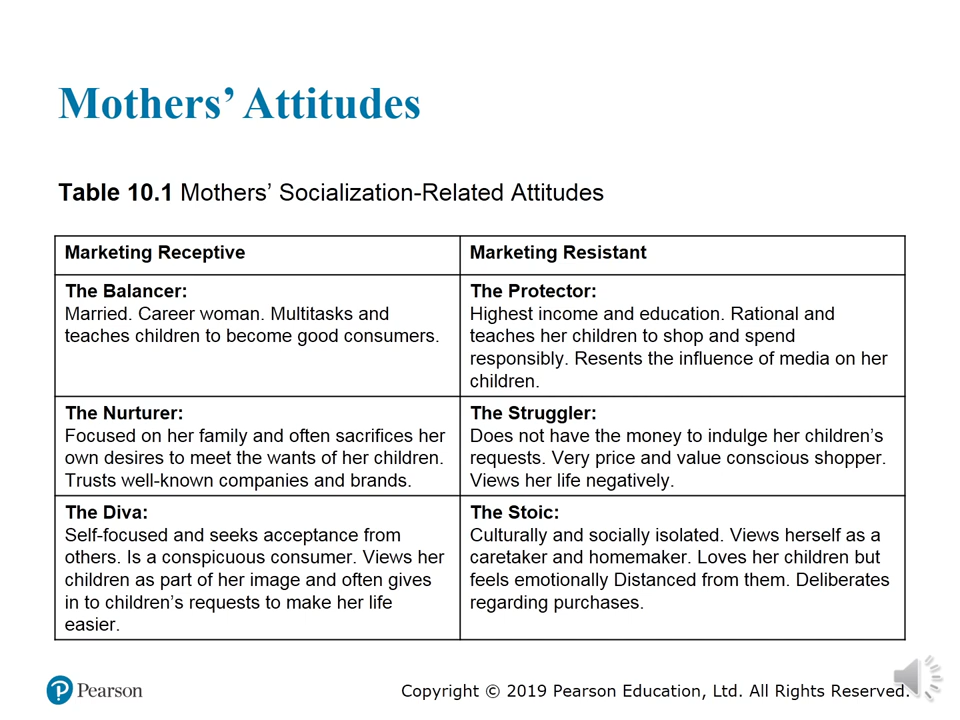 Mothers’ Attitudes
Table 10.1 Mothers’ Socialization-Related Attitudes
Marketing Receptive
Marketing Resistant
The Balancer:
Married. Career woman. Multitasks and
teaches children to become good consumers.
The Protector:
Highest income and education. Rational and
teaches her children to shop and spend
responsibly. Resents the influence of media on her
children.
The Nurturer:
Focused on her family and often sacrifices her
own desires to meet the wants of her children.
Trusts well-known companies and brands.
The Struggler:
Does not have the money to indulge her children’s
requests. Very price and value conscious shopper.
Views her life negatively.
The Diva:
Self-focused and seeks acceptance from
others. Is a conspicuous consumer. Views her
children as part of her image and often gives
in to children’s requests to make her life
easier.
The Stoic:
Culturally and socially isolated. Views herself as a
caretaker and homemaker. Loves her children but
feels emotionally Distanced from them. Deliberates
regarding purchases.
Pearson
Copyright © 2019 Pearson Education, Ltd. All Rights Reserved.